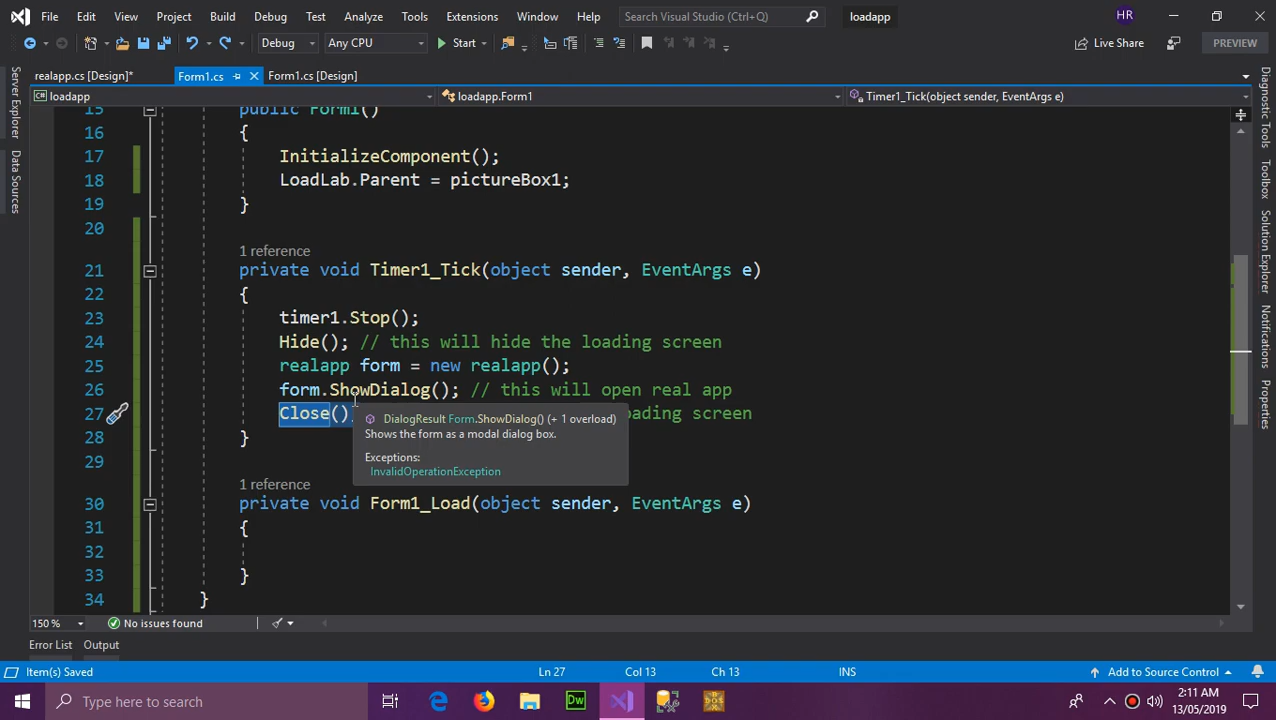 File Edit View Project Build Debug Test Analyze Tools Extensions Window Help Search Visual Studio (Ctrl+Q) loadapp HR
Debug Any CPU Start Live Share PREVIEW
realapp.cs [Design]* Form1.cs Form1.cs [Design]
loadapp loadapp.Form1 Timer1_Tick(object sender, EventArgs e)
Server Explorer
Data Sources
Diagnostic Tools
Solution Explorer
Notifications
Properties
15 public Form1()
16 {
17 InitializeComponent();
18 LoadLab.Parent = pictureBox1;
19 }
20
1 reference
21 private void Timer1_Tick(object sender, EventArgs e)
22 {
23 timer1.Stop();
24 Hide(); // this will hide the loading screen
25 realapp form = new realapp();
26 form.ShowDialog(); // this will open real app
27 Close() oading screen
DialogResult Form.ShowDialog() (+ 1 overload)
Shows the form as a modal dialog box.
Exceptions:
InvalidOperationException
28 }
29
1 reference
30 private void Form1_Load(object sender, EventArgs e)
31 {
32
33 }
34 }
150 % No issues found
Error List Output
Item(s) Saved Ln 27 Col 13 Ch 13 INS Add to Source Control
Type here to search Dw 2:11 AM
13/05/2019